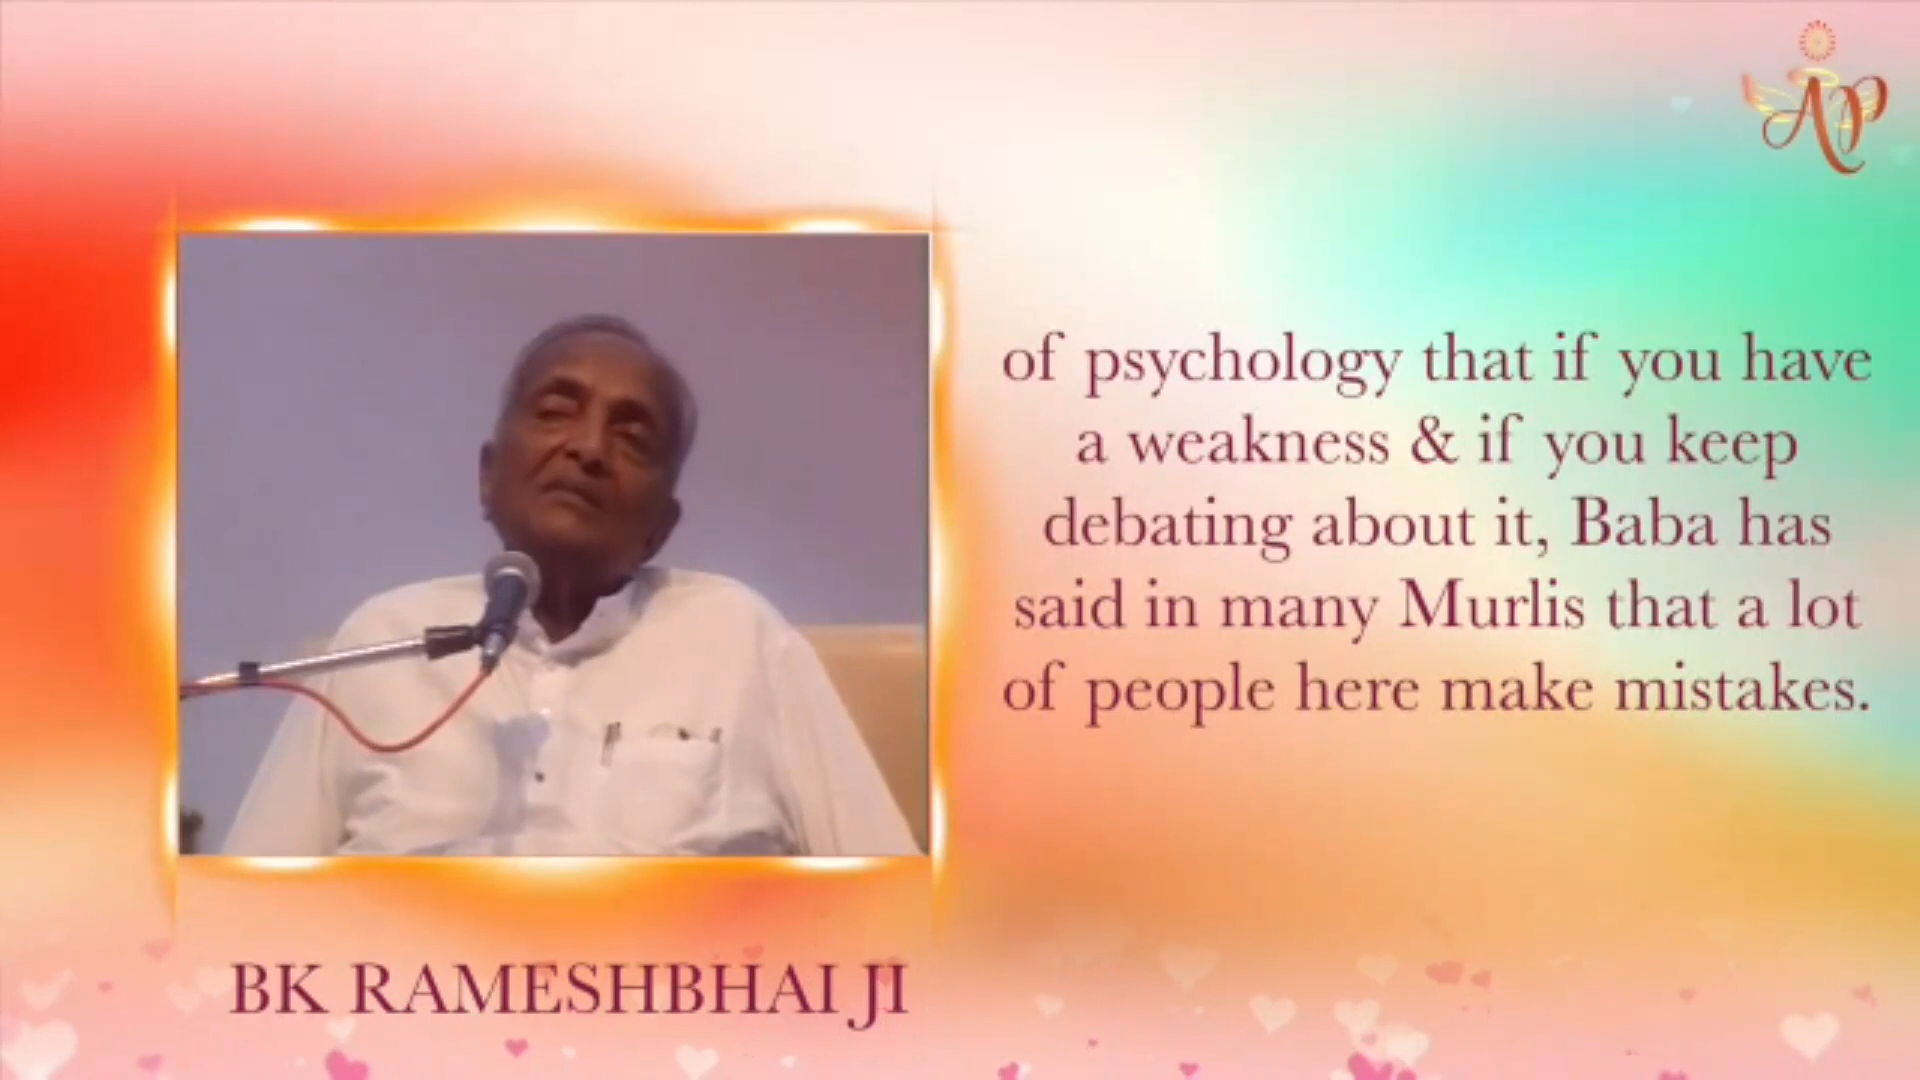 AP
of psychology that if you have
a weakness & if you keep
debating about it, Baba has
said in many Murlis that a lot
of people here make mistakes.
BK RAMESHBHAI JI